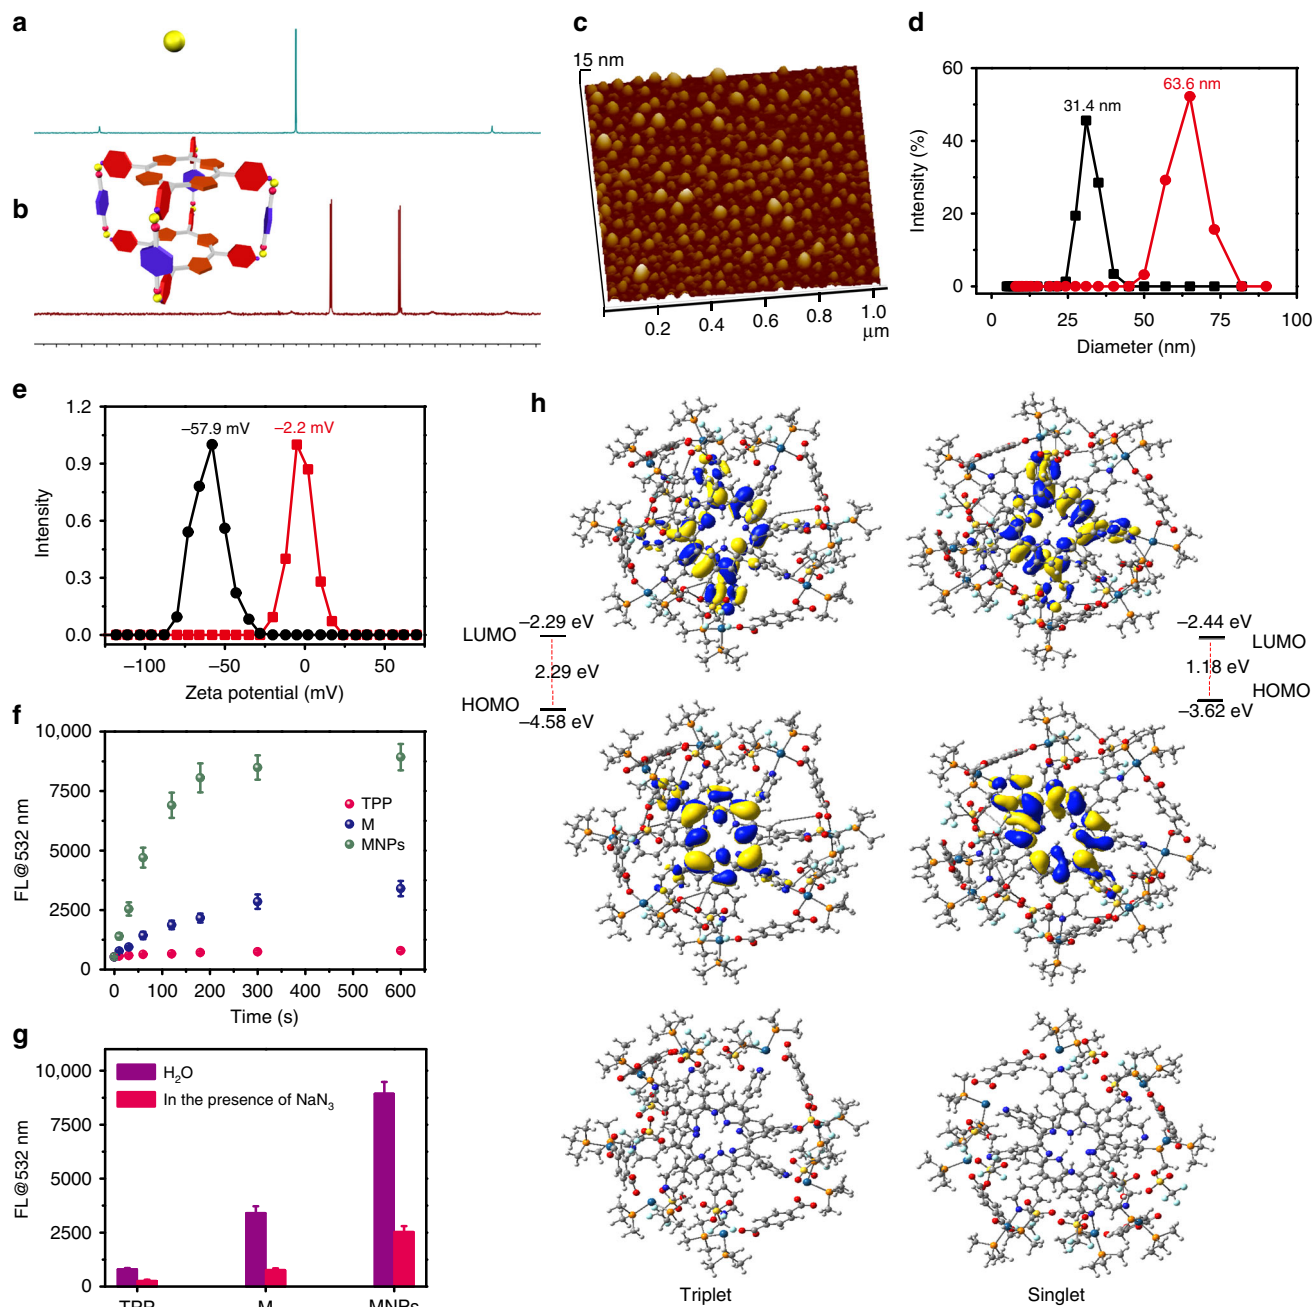 a
b
c
15 nm
0.2
0.4
0.6
0.8
1.0
μm
d
60
40
20
0
Intensity (%)
31.4 nm
63.6 nm
0
25
50
75
100
Diameter (nm)
e
1.2
0.9
0.6
0.3
0.0
Intensity
–57.9 mV
–2.2 mV
–100
–50
0
50
Zeta potential (mV)
f
10,000
7500
5000
2500
0
FL@532 nm
TPP
M
MNPs
0
100
200
300
400
500
600
Time (s)
g
10,000
7500
5000
2500
0
FL@532 nm
H₂O
In the presence of NaN₃
TPP
M
MNPs
h
–2.29 eV
LUMO
2.29 eV
HOMO
–4.58 eV
–2.44 eV
LUMO
1.18 eV
HOMO
–3.62 eV
Triplet
Singlet